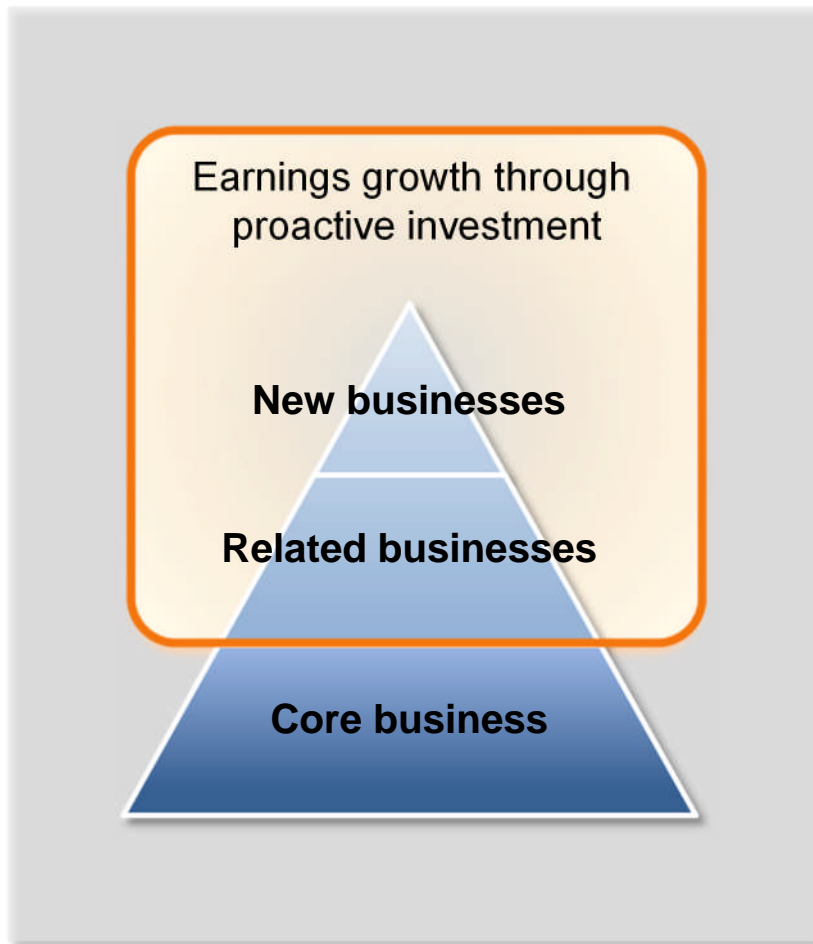 Earnings growth through
proactive investment
New businesses
Related businesses
Core business